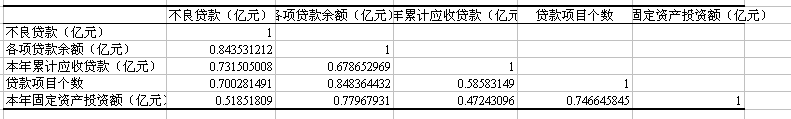 不良贷款（亿元） 各项贷款余额（亿元） 年累计应收贷款（亿元 贷款项目个数 固定资产投资额（亿元）
不良贷款（亿元） 1
各项贷款余额（亿元） 0.843531212 1
本年累计应收贷款（亿元） 0.731505008 0.678652969 1
贷款项目个数 0.700281491 0.848364432 0.58583149 1
本年固定资产投资额（亿元） 0.51851809 0.77967931 0.47243096 0.746645845 1